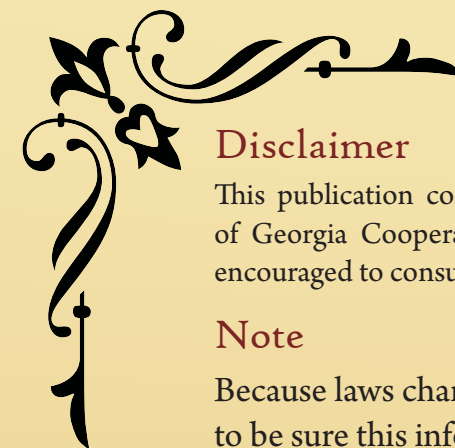 Disclaimer
This publication co
of Georgia Coopera
encouraged to consu
Note
Because laws chan
to be sure this info